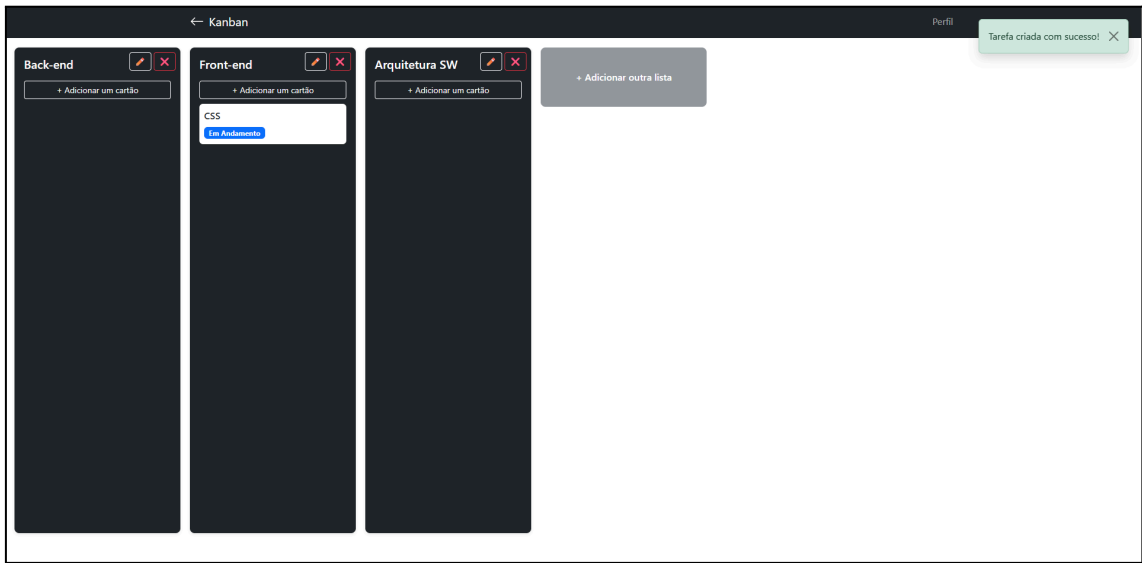 ← Kanban
Perfil
Tarefa criada com sucesso!
Back-end
+ Adicionar um cartão
Front-end
+ Adicionar um cartão
CSS
Em Andamento
Arquitetura SW
+ Adicionar um cartão
+ Adicionar outra lista